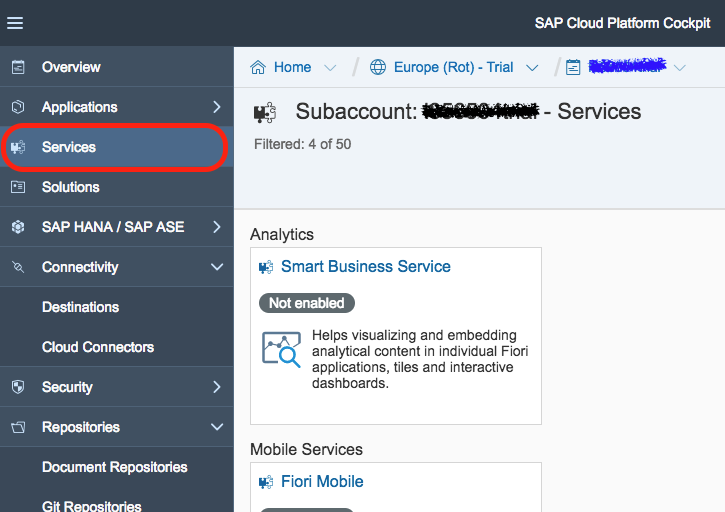 SAP Cloud Platform Cockpit
Overview
Applications
Services
Solutions
SAP HANA / SAP ASE
Connectivity
Destinations
Cloud Connectors
Security
Repositories
Document Repositories
Git Repositories
Home / Europe (Rot) - Trial /
Subaccount: - Services
Filtered: 4 of 50
Analytics
Smart Business Service
Not enabled
Helps visualizing and embedding
analytical content in individual Fiori
applications, tiles and interactive
dashboards.
Mobile Services
Fiori Mobile